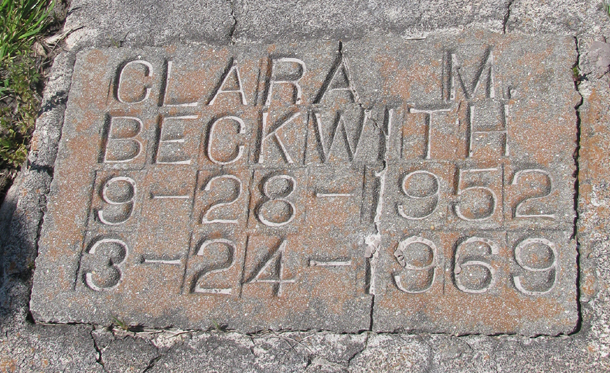 CLARA M.
BECKWITH
9-28-1952
3-24-1969